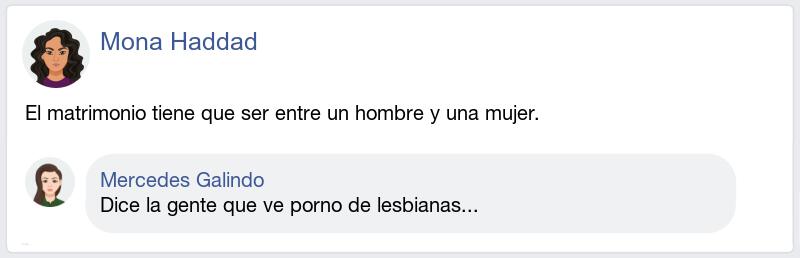 Mona Haddad
El matrimonio tiene que ser entre un hombre y una mujer.
Mercedes Galindo
Dice la gente que ve porno de lesbianas...